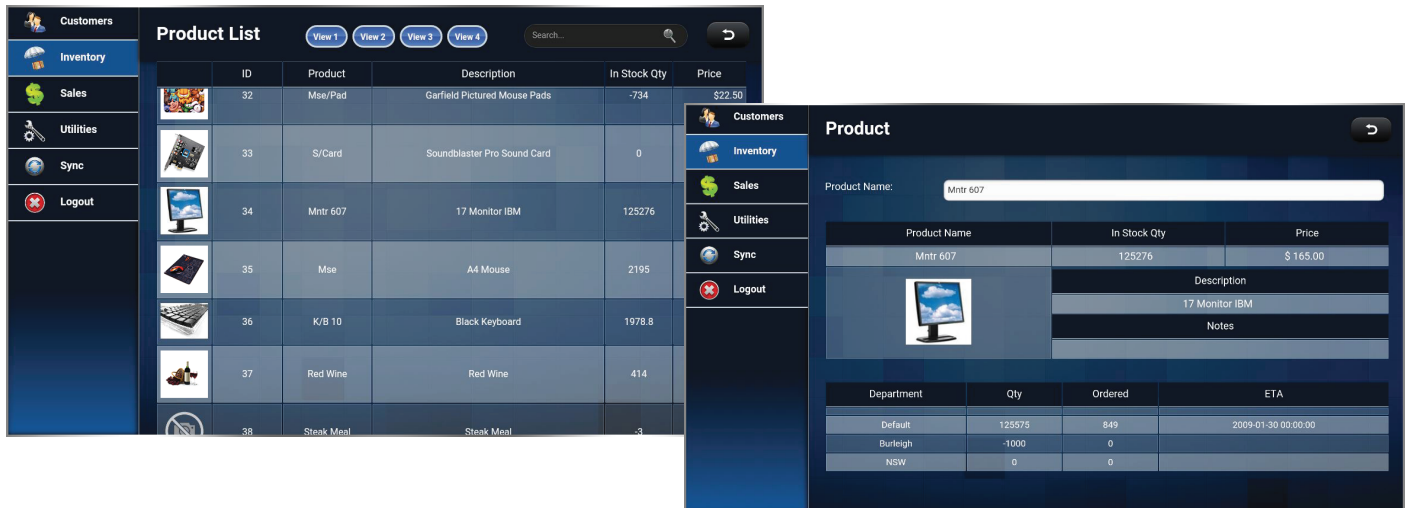 Customers
Inventory
Sales
Utilities
Sync
Logout
Product List
View 1 View 2 View 3 View 4
Search...
ID Product Description In Stock Qty Price
32 Mse/Pad Garfield Pictured Mouse Pads -734 $22.50
33 S/Card Soundblaster Pro Sound Card 0
34 Mntr 607 17 Monitor IBM 125276
35 Mse A4 Mouse 2195
36 K/B 10 Black Keyboard 1978.8
37 Red Wine Red Wine 414
38 Steak Meal Steak Meal -3
Customers
Inventory
Sales
Utilities
Sync
Logout
Product
Product Name: Mntr 607
Product Name In Stock Qty Price
Mntr 607 125276 $ 165.00
Description
17 Monitor IBM
Notes
Department Qty Ordered ETA
Default 125575 849 2009-01-30 00:00:00
Burleigh -1000 0
NSW 0 0